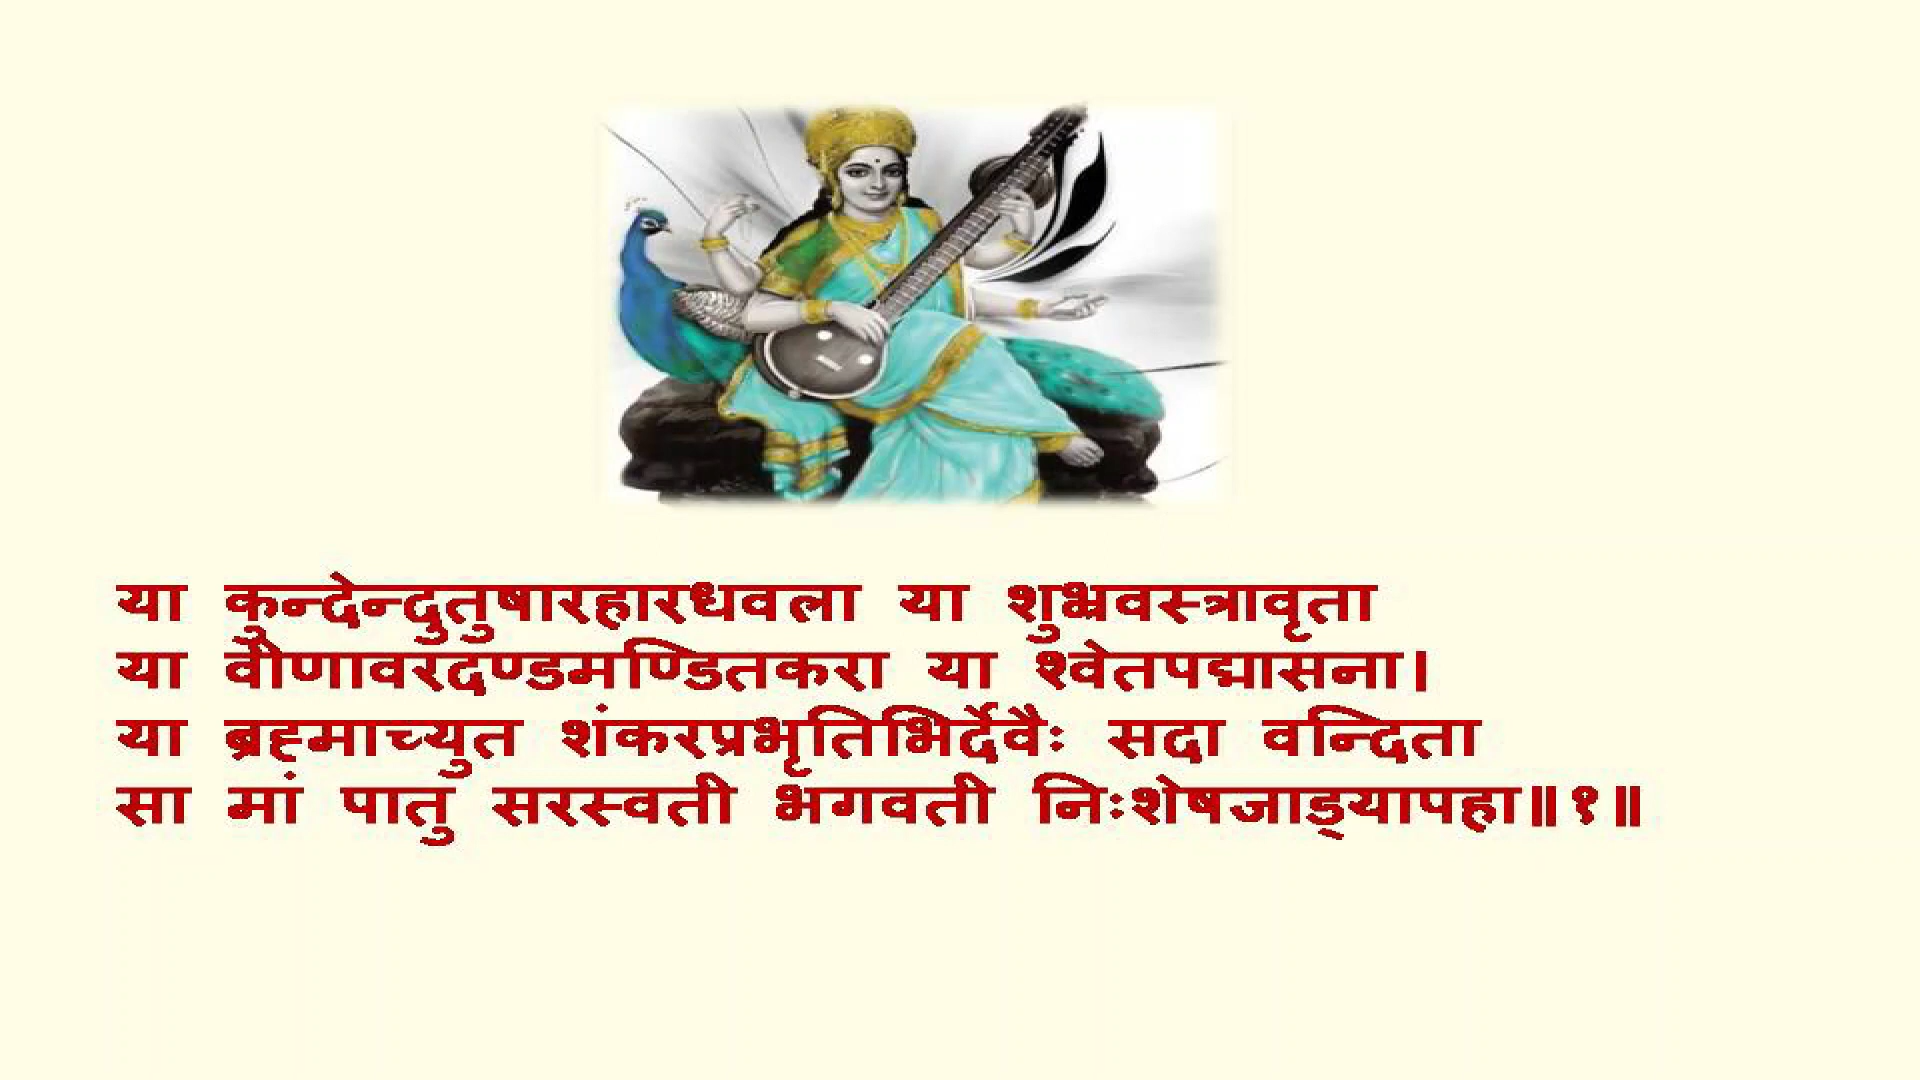 या कुन्देन्दुतुषारहारधवला या शुभ्रवस्त्रावृता
या वीणावरदण्डमण्डितकरा या श्वेतपद्मासना।
या ब्रह्माच्युत शंकरप्रभृतिभिर्देवैः सदा वन्दिता
सा मां पातु सरस्वती भगवती निःशेषजाड्यापहा॥१॥